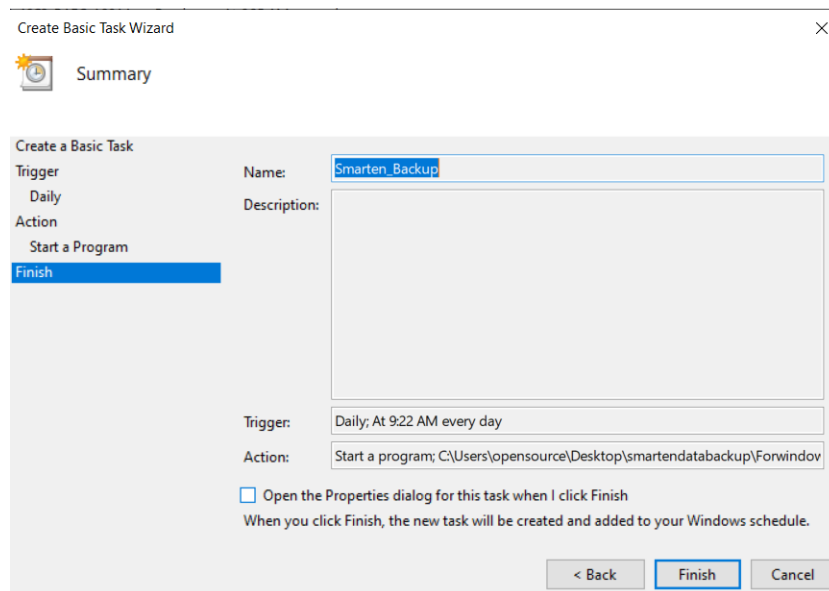 Create Basic Task Wizard
Summary
Create a Basic Task
Trigger
Daily
Action
Start a Program
Finish
Name:
Smarten_Backup
Description:
Trigger:
Daily; At 9:22 AM every day
Action:
Start a program; C:\Users\opensource\Desktop\smartendatabackup\Forwindow
Open the Properties dialog for this task when I click Finish
When you click Finish, the new task will be created and added to your Windows schedule.
< Back
Finish
Cancel